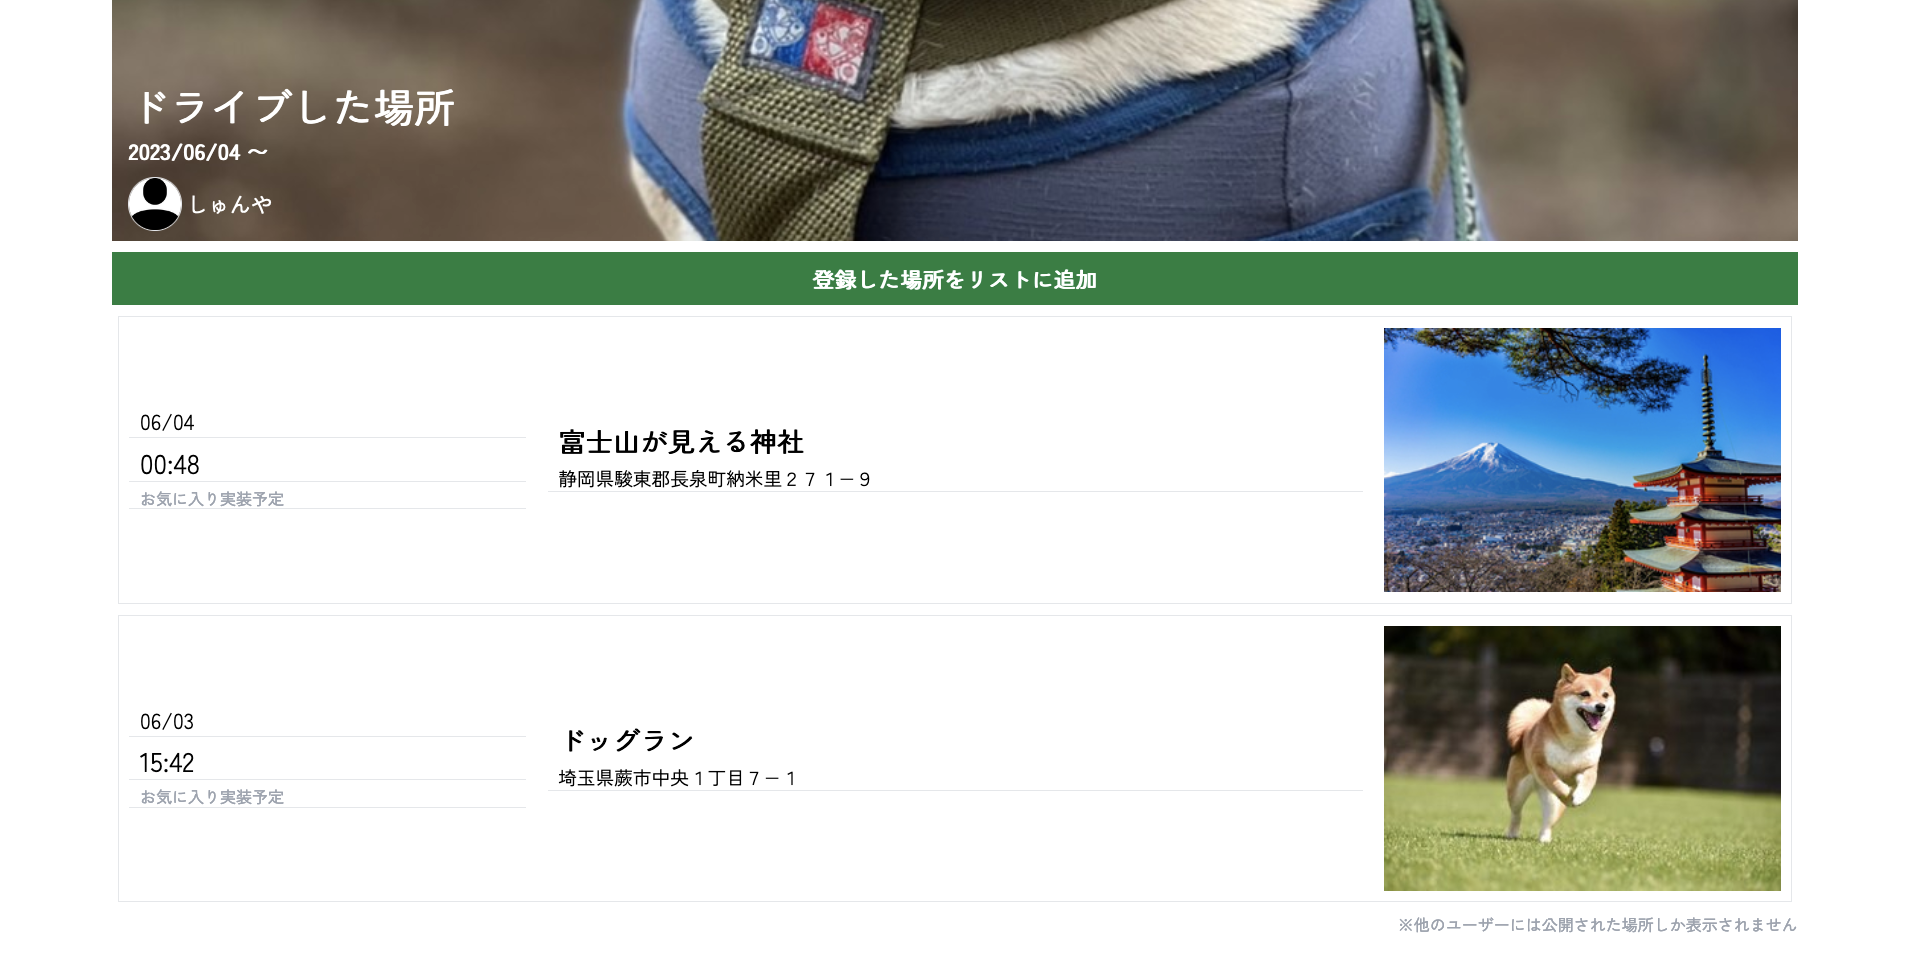 ドライブした場所
2023/06/04 〜
しゅんや
登録した場所をリストに追加
06/04
00:48
お気に入り実装予定
富士山が見える神社
静岡県駿東郡長泉町納米里２７１−９
06/03
15:42
お気に入り実装予定
ドッグラン
埼玉県蕨市中央１丁目７−１
※他のユーザーには公開された場所しか表示されません